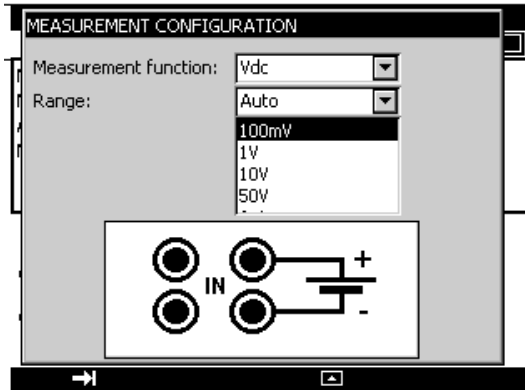 MEASUREMENT CONFIGURATION
Measurement function: Vdc
Range: Auto
100mV
1V
10V
50V
IN
+
-